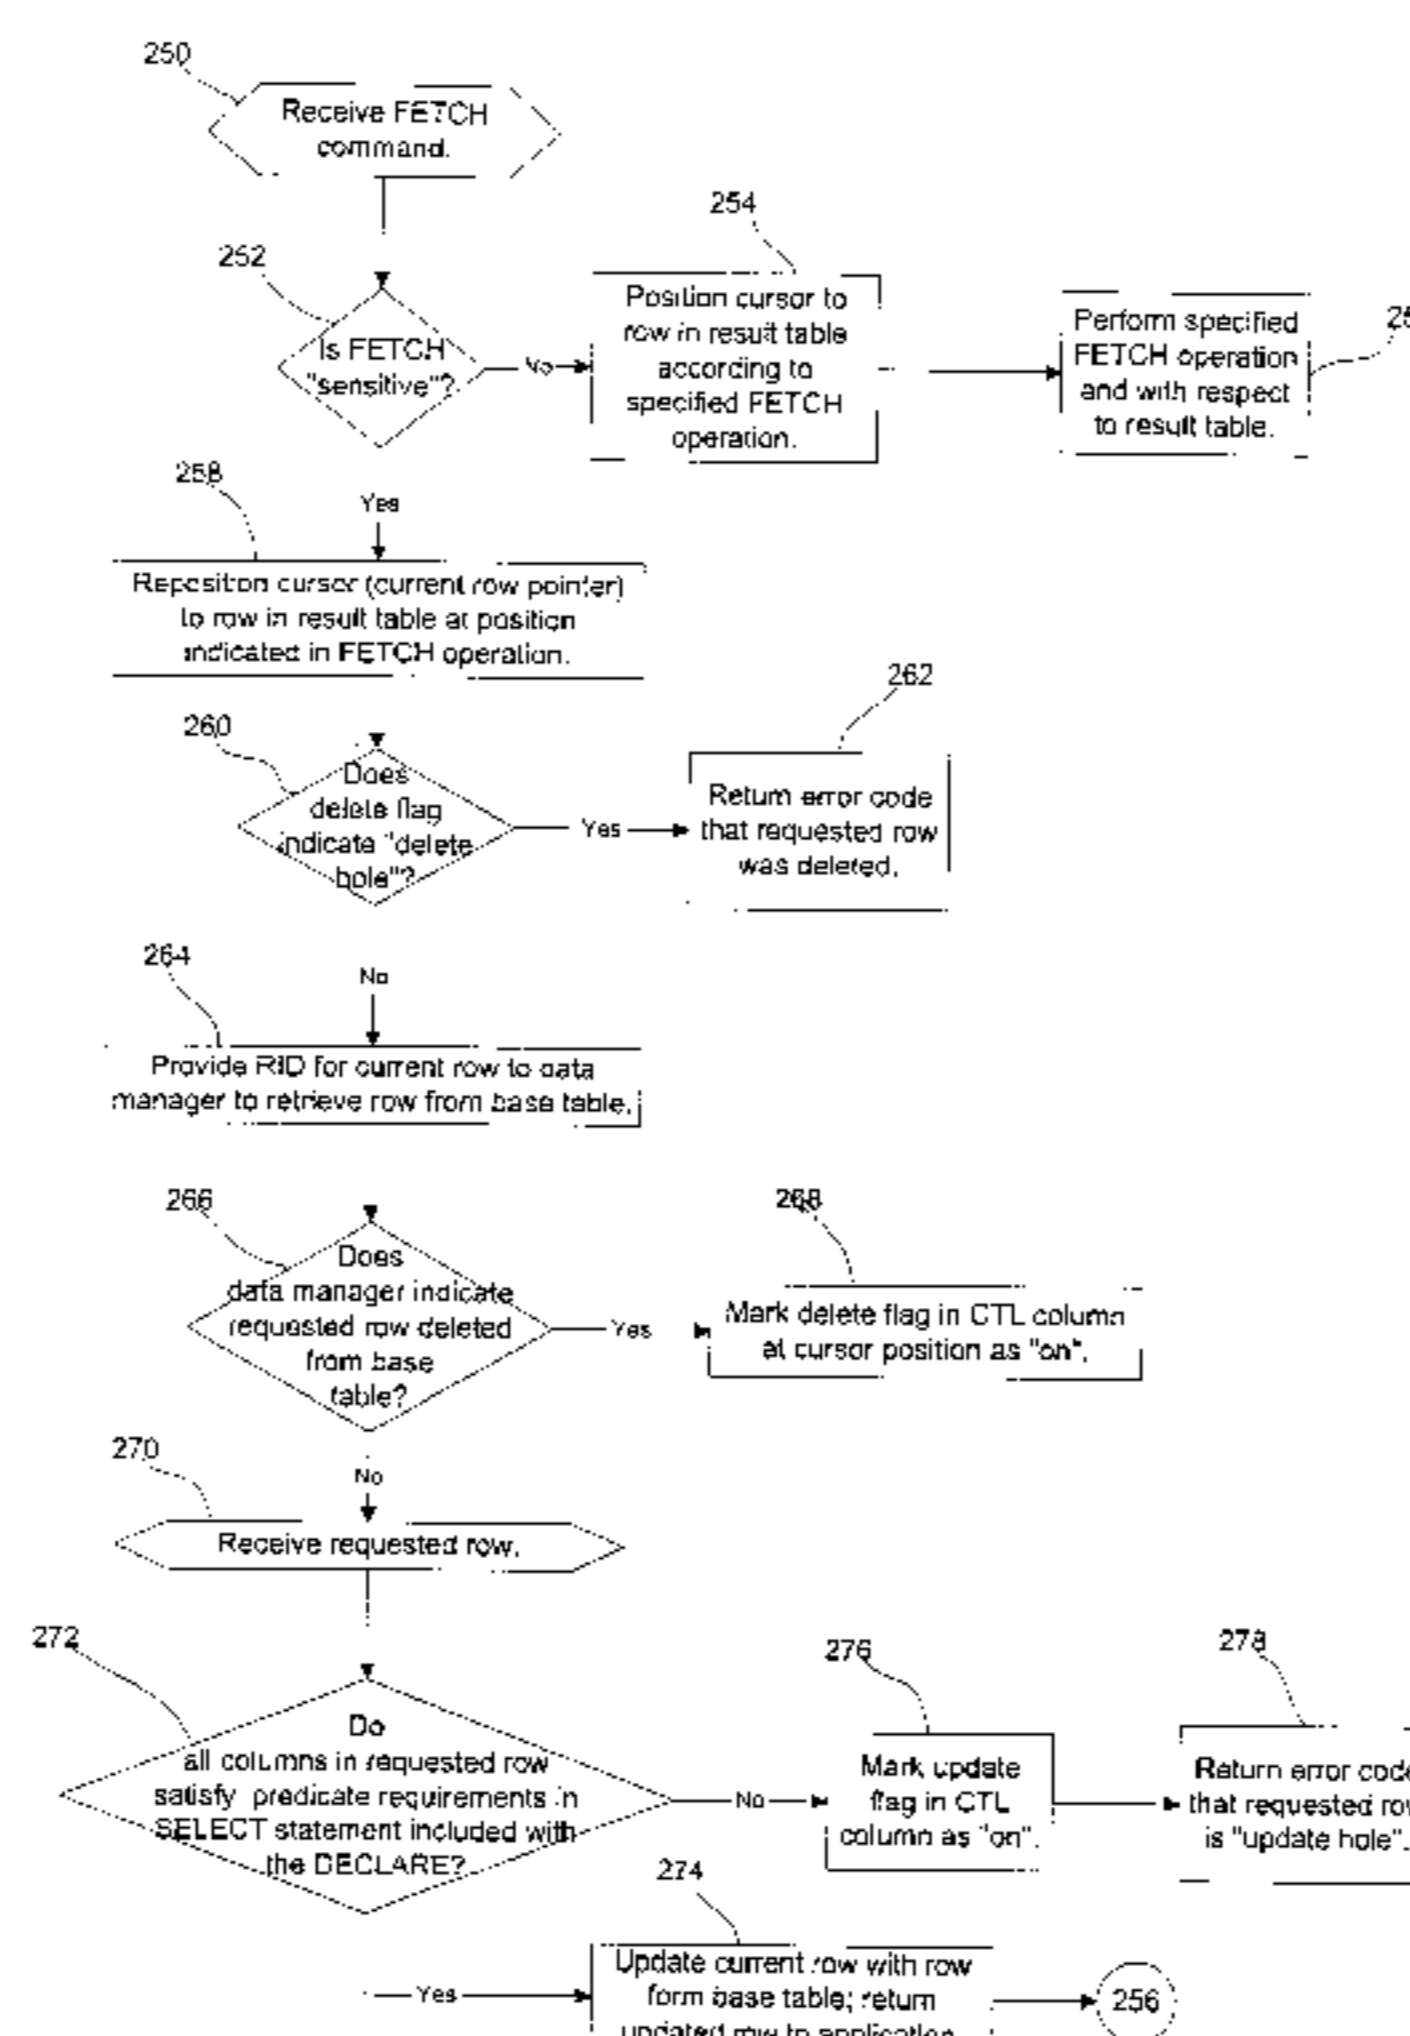 250
Receive FETCH
command.
254
252
Position cursor to
row in result table
according to
specified FETCH
operation.
Perform specified
FETCH operation
and with respect
to result table.
Is FETCH
"sensitive"?
No
258
Yes
Reposition cursor (current row pointer)
to row in result table at position
indicated in FETCH operation.
262
260
Does
delete flag
indicate "delete
hole"?
Yes
Return error code
that requested row
was deleted.
264
No
Provide RID for current row to data
manager to retrieve row from base table.
266
268
Does
data manager indicate
requested row deleted
from base
table?
Yes
Mark delete flag in CTL column
at cursor position as "on".
270
No
Receive requested row.
272
276
278
Do
all columns in requested row
satisfy predicate requirements in
SELECT statement included with
the DECLARE?
No
Mark update
flag in CTL
column as "on".
Return error code
that requested row
is "update hole".
274
Yes
Update current row with row
form base table; return
updated row to application.
256